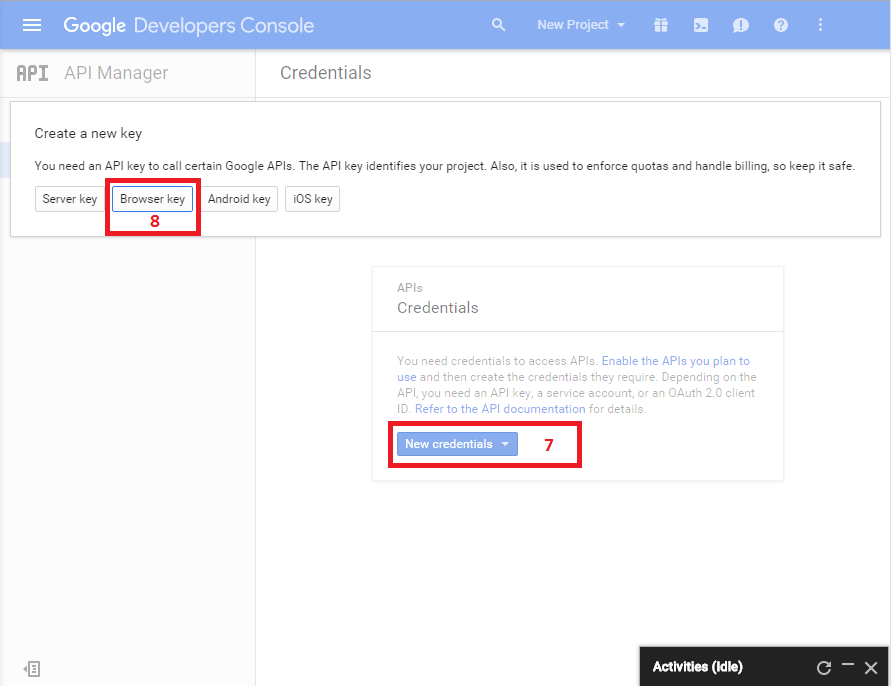 Google Developers Console New Project
API API Manager Credentials
Create a new key
You need an API key to call certain Google APIs. The API key identifies your project. Also, it is used to enforce quotas and handle billing, so keep it safe.
Server key Browser key Android key iOS key
8
APIs
Credentials
You need credentials to access APIs. Enable the APIs you plan to
use and then create the credentials they require. Depending on the
API, you need an API key, a service account, or an OAuth 2.0 client
ID. Refer to the API documentation for details.
New credentials 7
Activities (Idle)